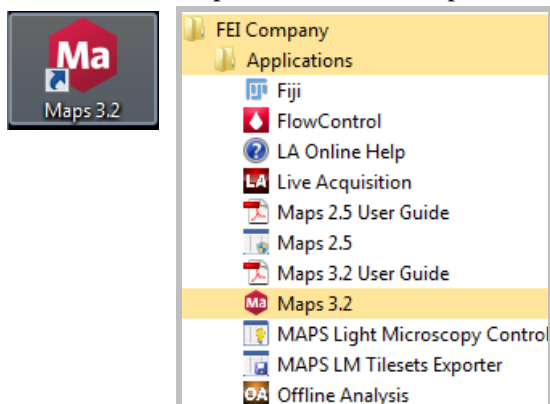 Ma
Maps 3.2
FEI Company
Applications
Fiji
FlowControl
LA Online Help
LA Live Acquisition
Maps 2.5 User Guide
Maps 2.5
Maps 3.2 User Guide
Ma Maps 3.2
MAPS Light Microscopy Control
MAPS LM Tilesets Exporter
OA Offline Analysis